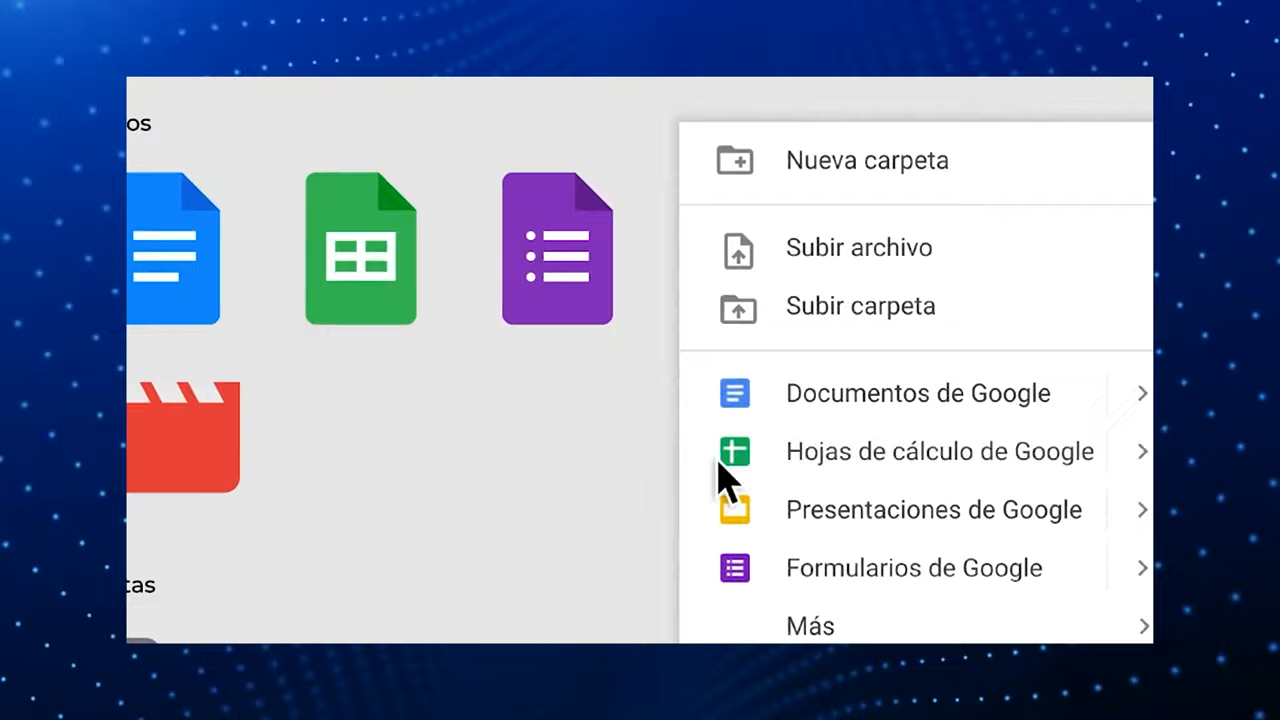 os
Nueva carpeta
Subir archivo
Subir carpeta
Documentos de Google
Hojas de cálculo de Google
Presentaciones de Google
Formularios de Google
tas
Más